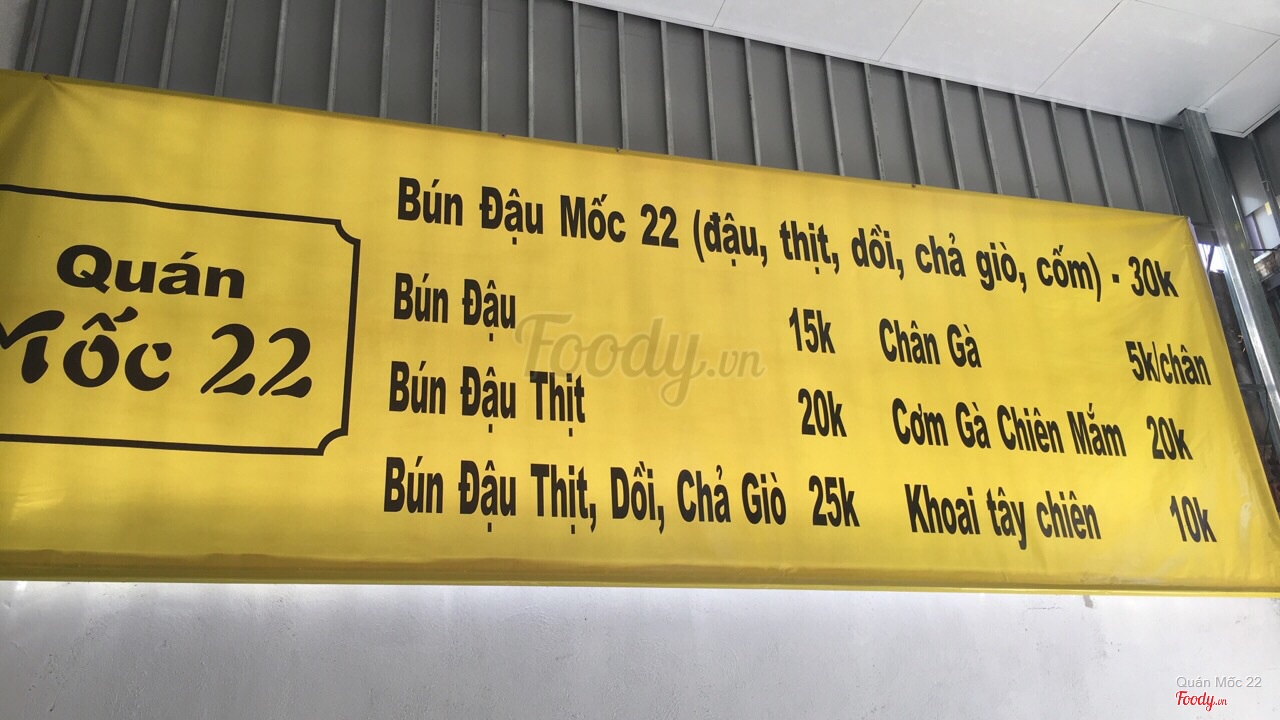 Quán
Mốc 22
Bún Đậu Mốc 22 (đậu, thịt, dồi, chả giò, cốm) - 30k
Bún Đậu 15k
Bún Đậu Thịt 20k
Bún Đậu Thịt, Dồi, Chả Giò 25k
Chân Gà 5k/chân
Cơm Gà Chiên Mắm 20k
Khoai tây chiên 10k
Foody.vn
Quán Mốc 22
Foody.vn